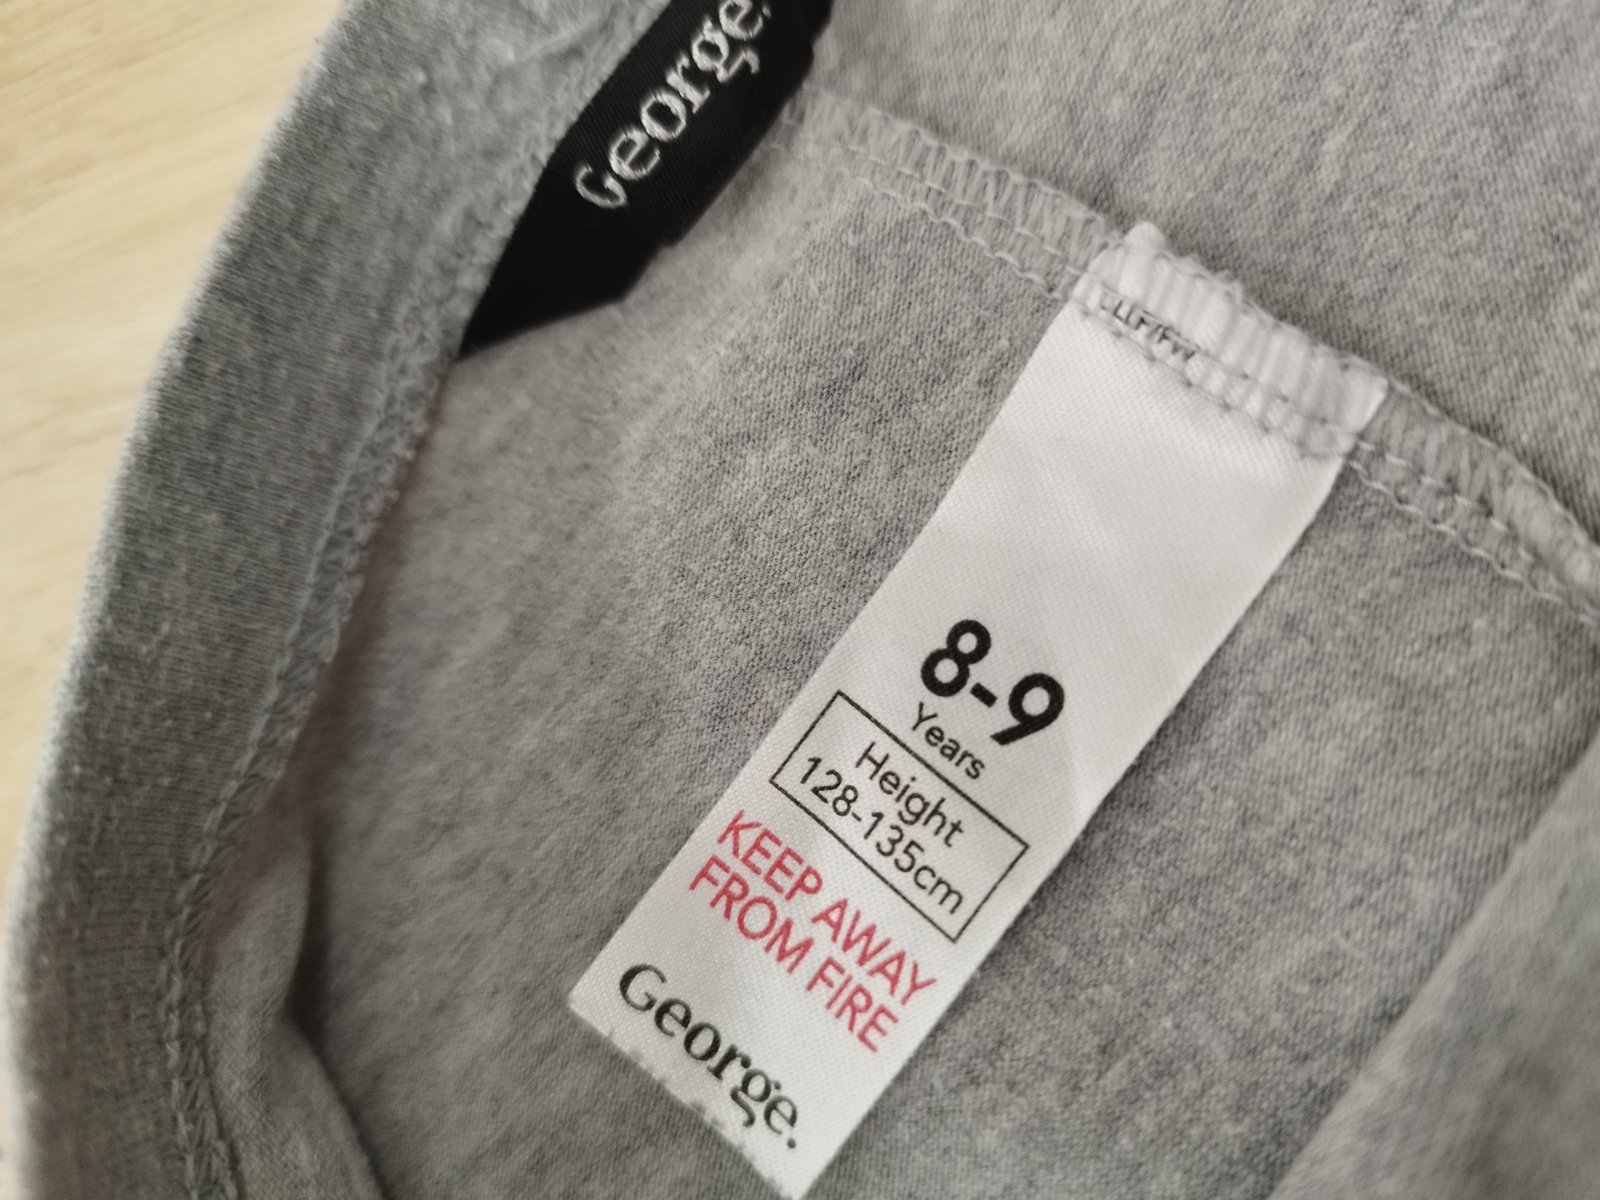 George.
8-9
Years
Height
128-135cm
KEEP AWAY
FROM FIRE
George.